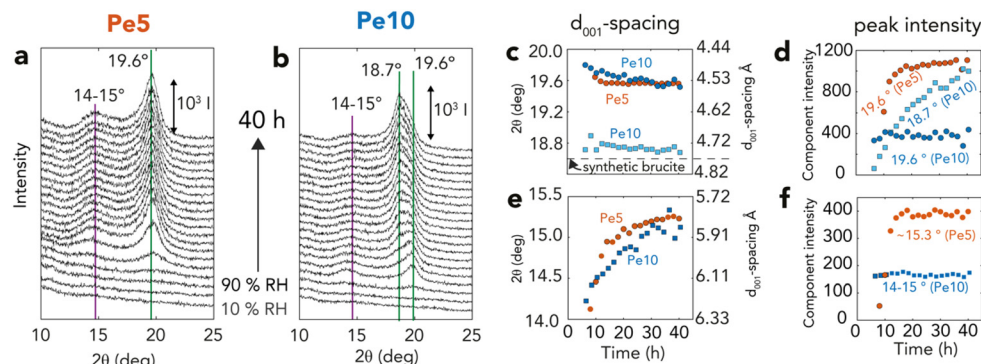 Pe5
Pe10
d001-spacing
peak intensity
a
19.6°
14-15°
10³ I
Intensity
10 15 20 25
2θ (deg)
40 h
90 % RH
10 % RH
b
18.7°
19.6°
14-15°
10³ I
10 15 20 25
2θ (deg)
c
20.0
19.6
19.2
18.8
2θ (deg)
Pe10
Pe5
Pe10
synthetic brucite
4.44
4.53
4.62
4.72
4.82
d001-spacing Å
d
1200
800
400
0
Component intensity
19.6 ° (Pe5)
18.7 ° (Pe10)
19.6 ° (Pe10)
e
15.5
15.0
14.5
14.0
2θ (deg)
Pe5
Pe10
5.72
5.91
6.11
6.33
d001-spacing Å
0 10 20 30 40 50
Time (h)
f
400
300
200
100
0
Component intensity
~15.3 ° (Pe5)
14-15 ° (Pe10)
0 10 20 30 40 50
Time (h)